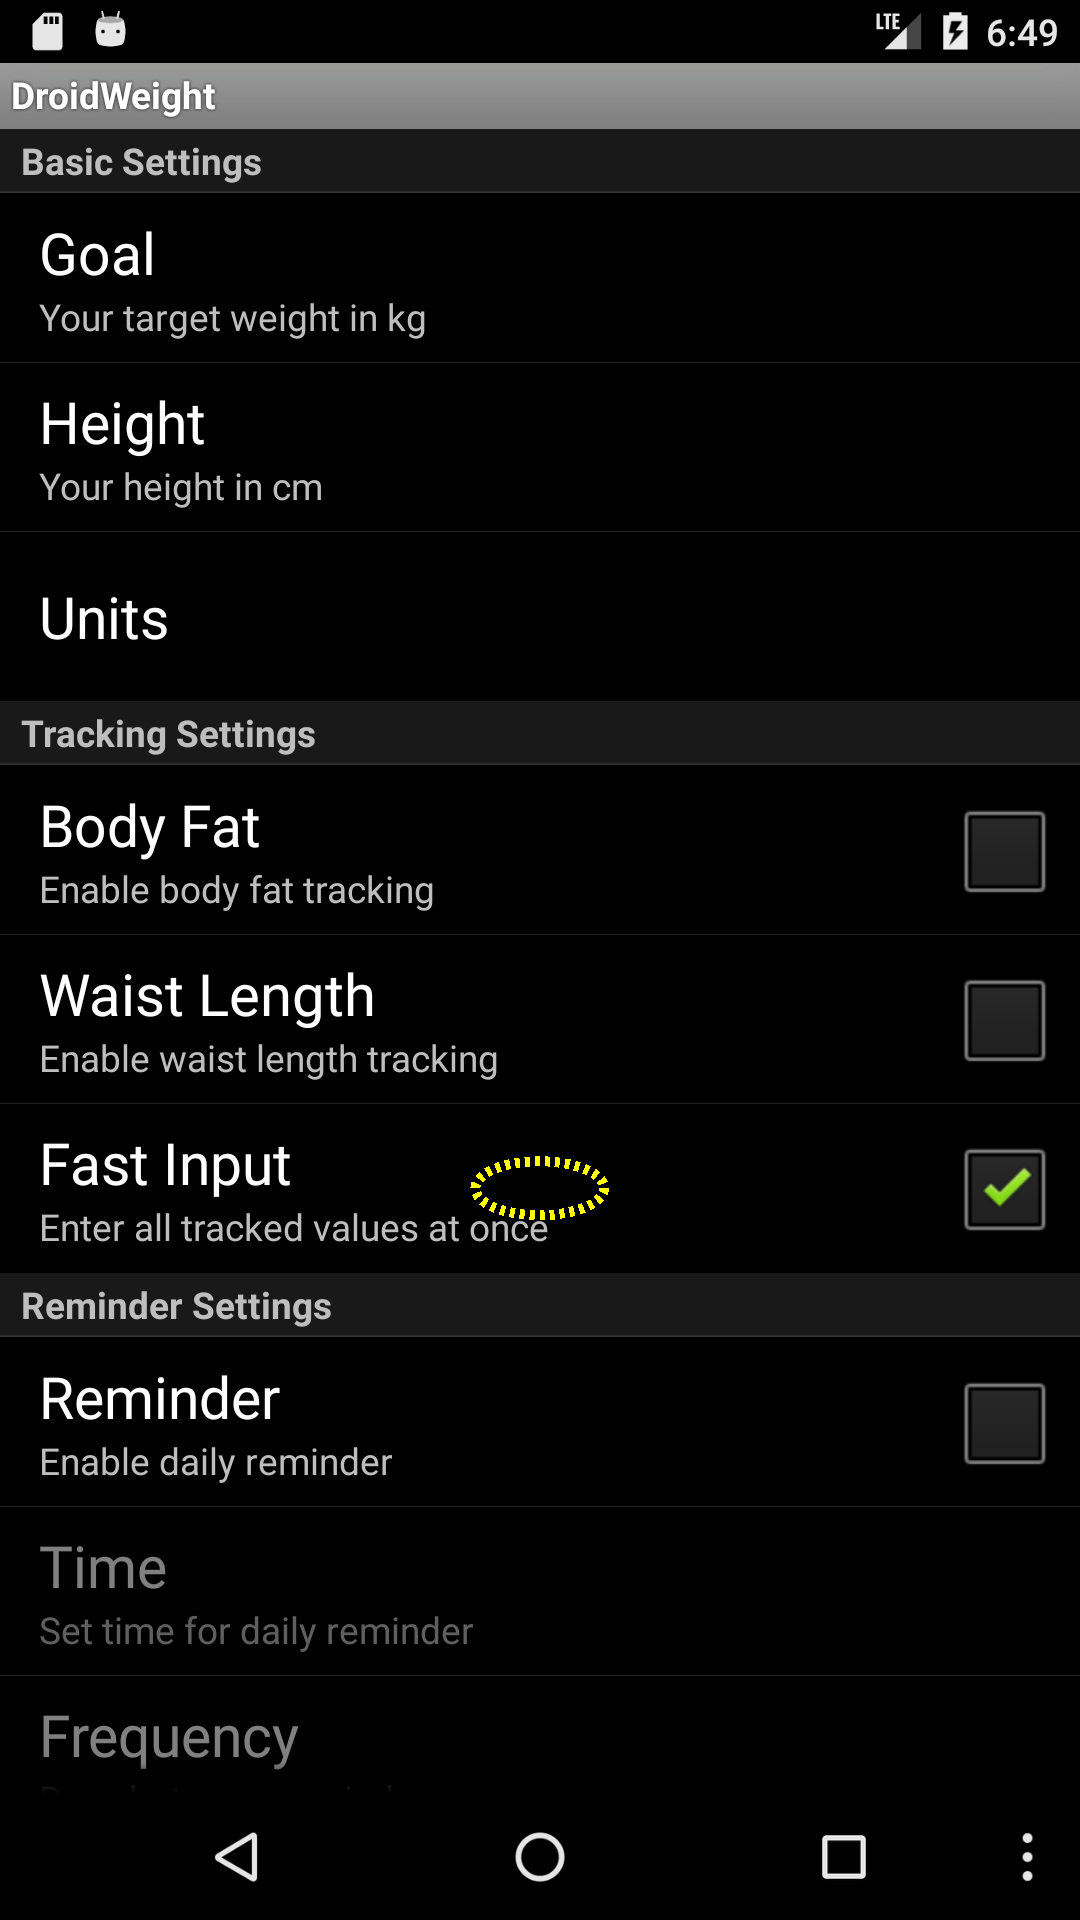 LTE 6:49
DroidWeight
Basic Settings
Goal
Your target weight in kg
Height
Your height in cm
Units
Tracking Settings
Body Fat
Enable body fat tracking
Waist Length
Enable waist length tracking
Fast Input
Enter all tracked values at once
Reminder Settings
Reminder
Enable daily reminder
Time
Set time for daily reminder
Frequency